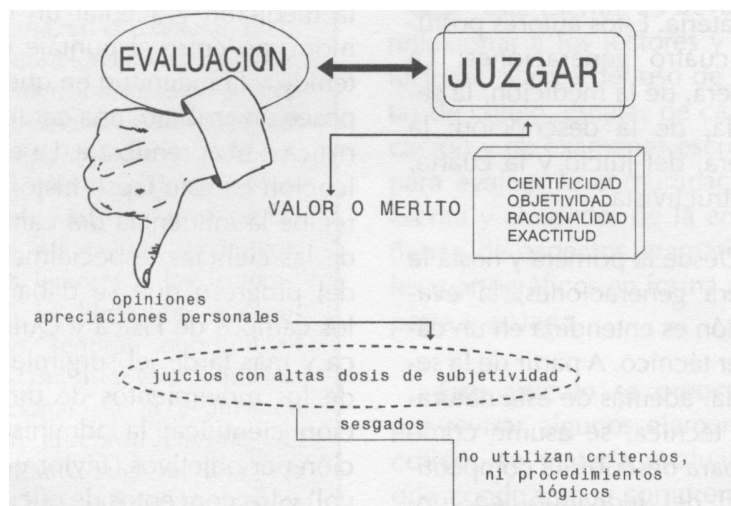 EVALUACION
JUZGAR
VALOR O MERITO
CIENTIFICIDAD
OBJETIVIDAD
RACIONALIDAD
EXACTITUD
opiniones
apreciaciones personales
juicios con altas dosis de subjetividad
sesgados
no utilizan criterios,
ni procedimientos
lógicos